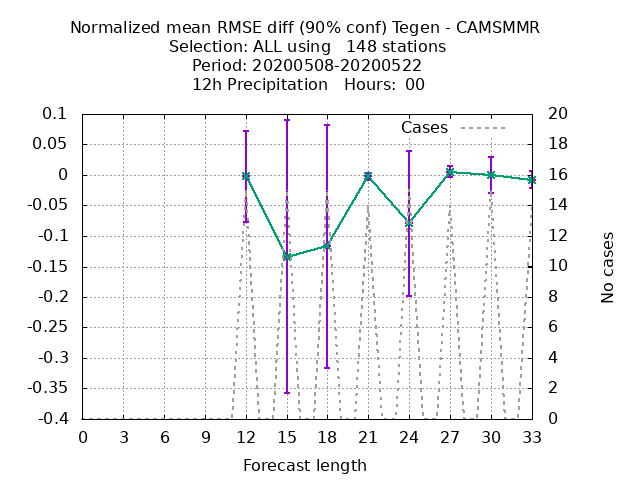 Normalized mean RMSE diff (90% conf) Tegen - CAMSMMR
Selection: ALL using   148 stations
Period: 20200508-20200522
12h Precipitation   Hours:  00
0.1
0.05
0
-0.05
-0.1
-0.15
-0.2
-0.25
-0.3
-0.35
-0.4
Cases
20
18
16
14
12
10
8
6
4
2
0
No cases
0 3 6 9 12 15 18 21 24 27 30 33
Forecast length